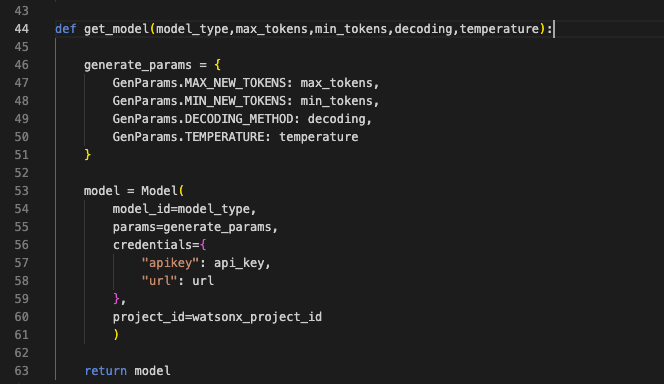 43
44 def get_model(model_type,max_tokens,min_tokens,decoding,temperature):
45
46     generate_params = {
47         GenParams.MAX_NEW_TOKENS: max_tokens,
48         GenParams.MIN_NEW_TOKENS: min_tokens,
49         GenParams.DECODING_METHOD: decoding,
50         GenParams.TEMPERATURE: temperature
51     }
52
53     model = Model(
54         model_id=model_type,
55         params=generate_params,
56         credentials={
57             "apikey": api_key,
58             "url": url
59         },
60         project_id=watsonx_project_id
61         )
62
63     return model